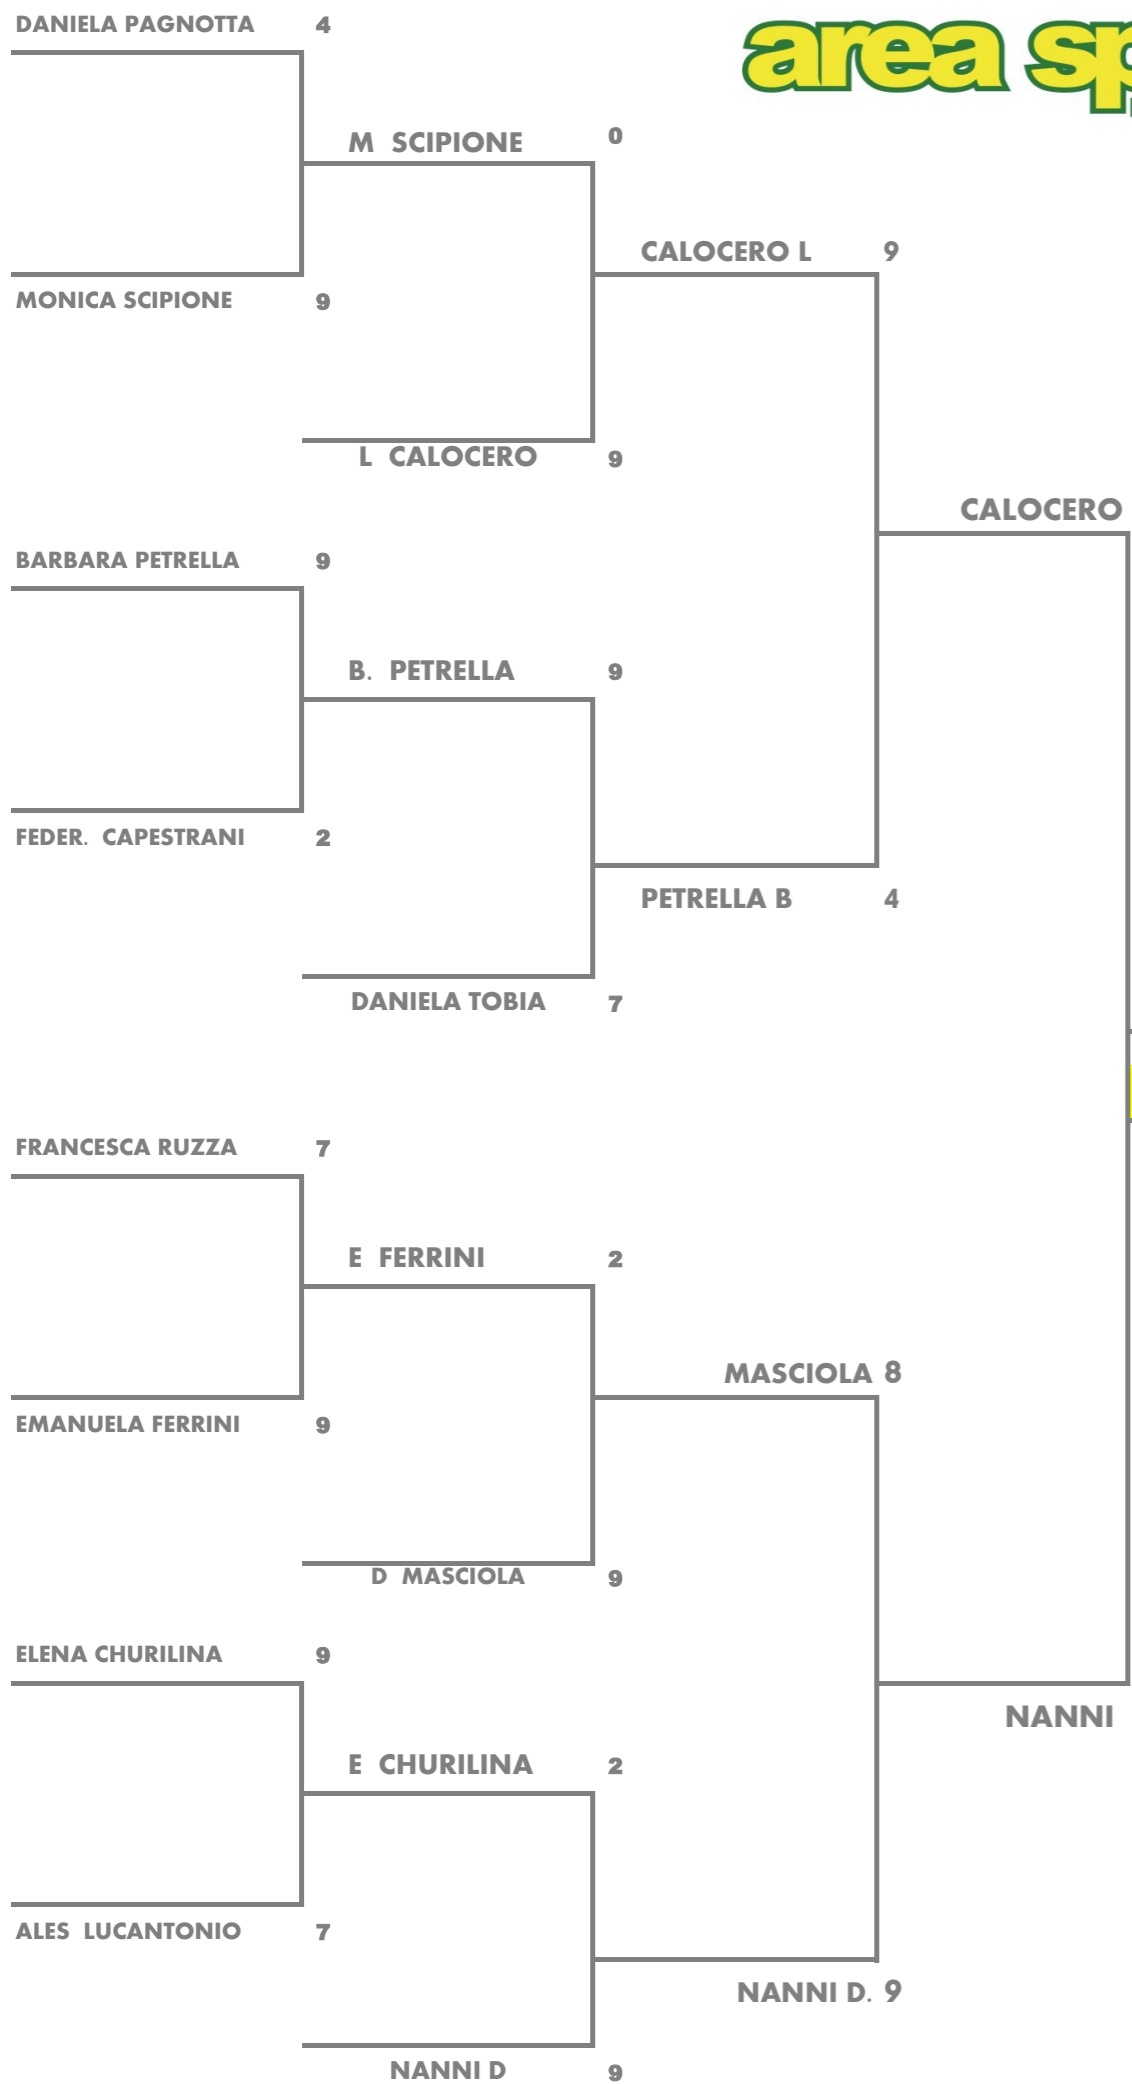 DANIELA PAGNOTTA 4
area sp
M SCIPIONE 0
CALOCERO L 9
MONICA SCIPIONE 9
L CALOCERO 9
CALOCERO
BARBARA PETRELLA 9
B. PETRELLA 9
FEDER. CAPESTRANI 2
PETRELLA B 4
DANIELA TOBIA 7
FRANCESCA RUZZA 7
E FERRINI 2
MASCIOLA 8
EMANUELA FERRINI 9
D MASCIOLA 9
ELENA CHURILINA 9
NANNI
E CHURILINA 2
ALES LUCANTONIO 7
NANNI D. 9
NANNI D 9